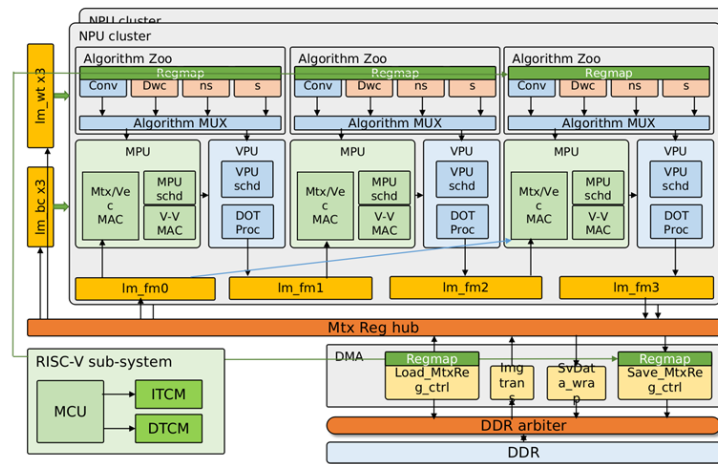 NPU cluster
NPU cluster
Algorithm Zoo
Algorithm Zoo
Algorithm Zoo
Regmap
Regmap
Regmap
Conv
Dwc
ns
s
Conv
Dwc
ns
s
Conv
Dwc
ns
s
Algorithm MUX
Algorithm MUX
Algorithm MUX
lm_wt x3
lm_bc x3
MPU
Mtx/Ve
c
MAC
MPU
schd
V-V
MAC
VPU
VPU
schd
DOT
Proc
MPU
Mtx/Ve
c
MAC
MPU
schd
V-V
MAC
VPU
VPU
schd
DOT
Proc
MPU
Mtx/Ve
c
MAC
MPU
schd
V-V
MAC
VPU
VPU
schd
DOT
Proc
lm_fm0
lm_fm1
lm_fm2
lm_fm3
Mtx Reg hub
RISC-V sub-system
MCU
ITCM
DTCM
DMA
Regmap
Load_MtxRe
g_ctrl
Img
tran
s
SvDat
a_wra
p
Regmap
Save_MtxRe
g_ctrl
DDR arbiter
DDR